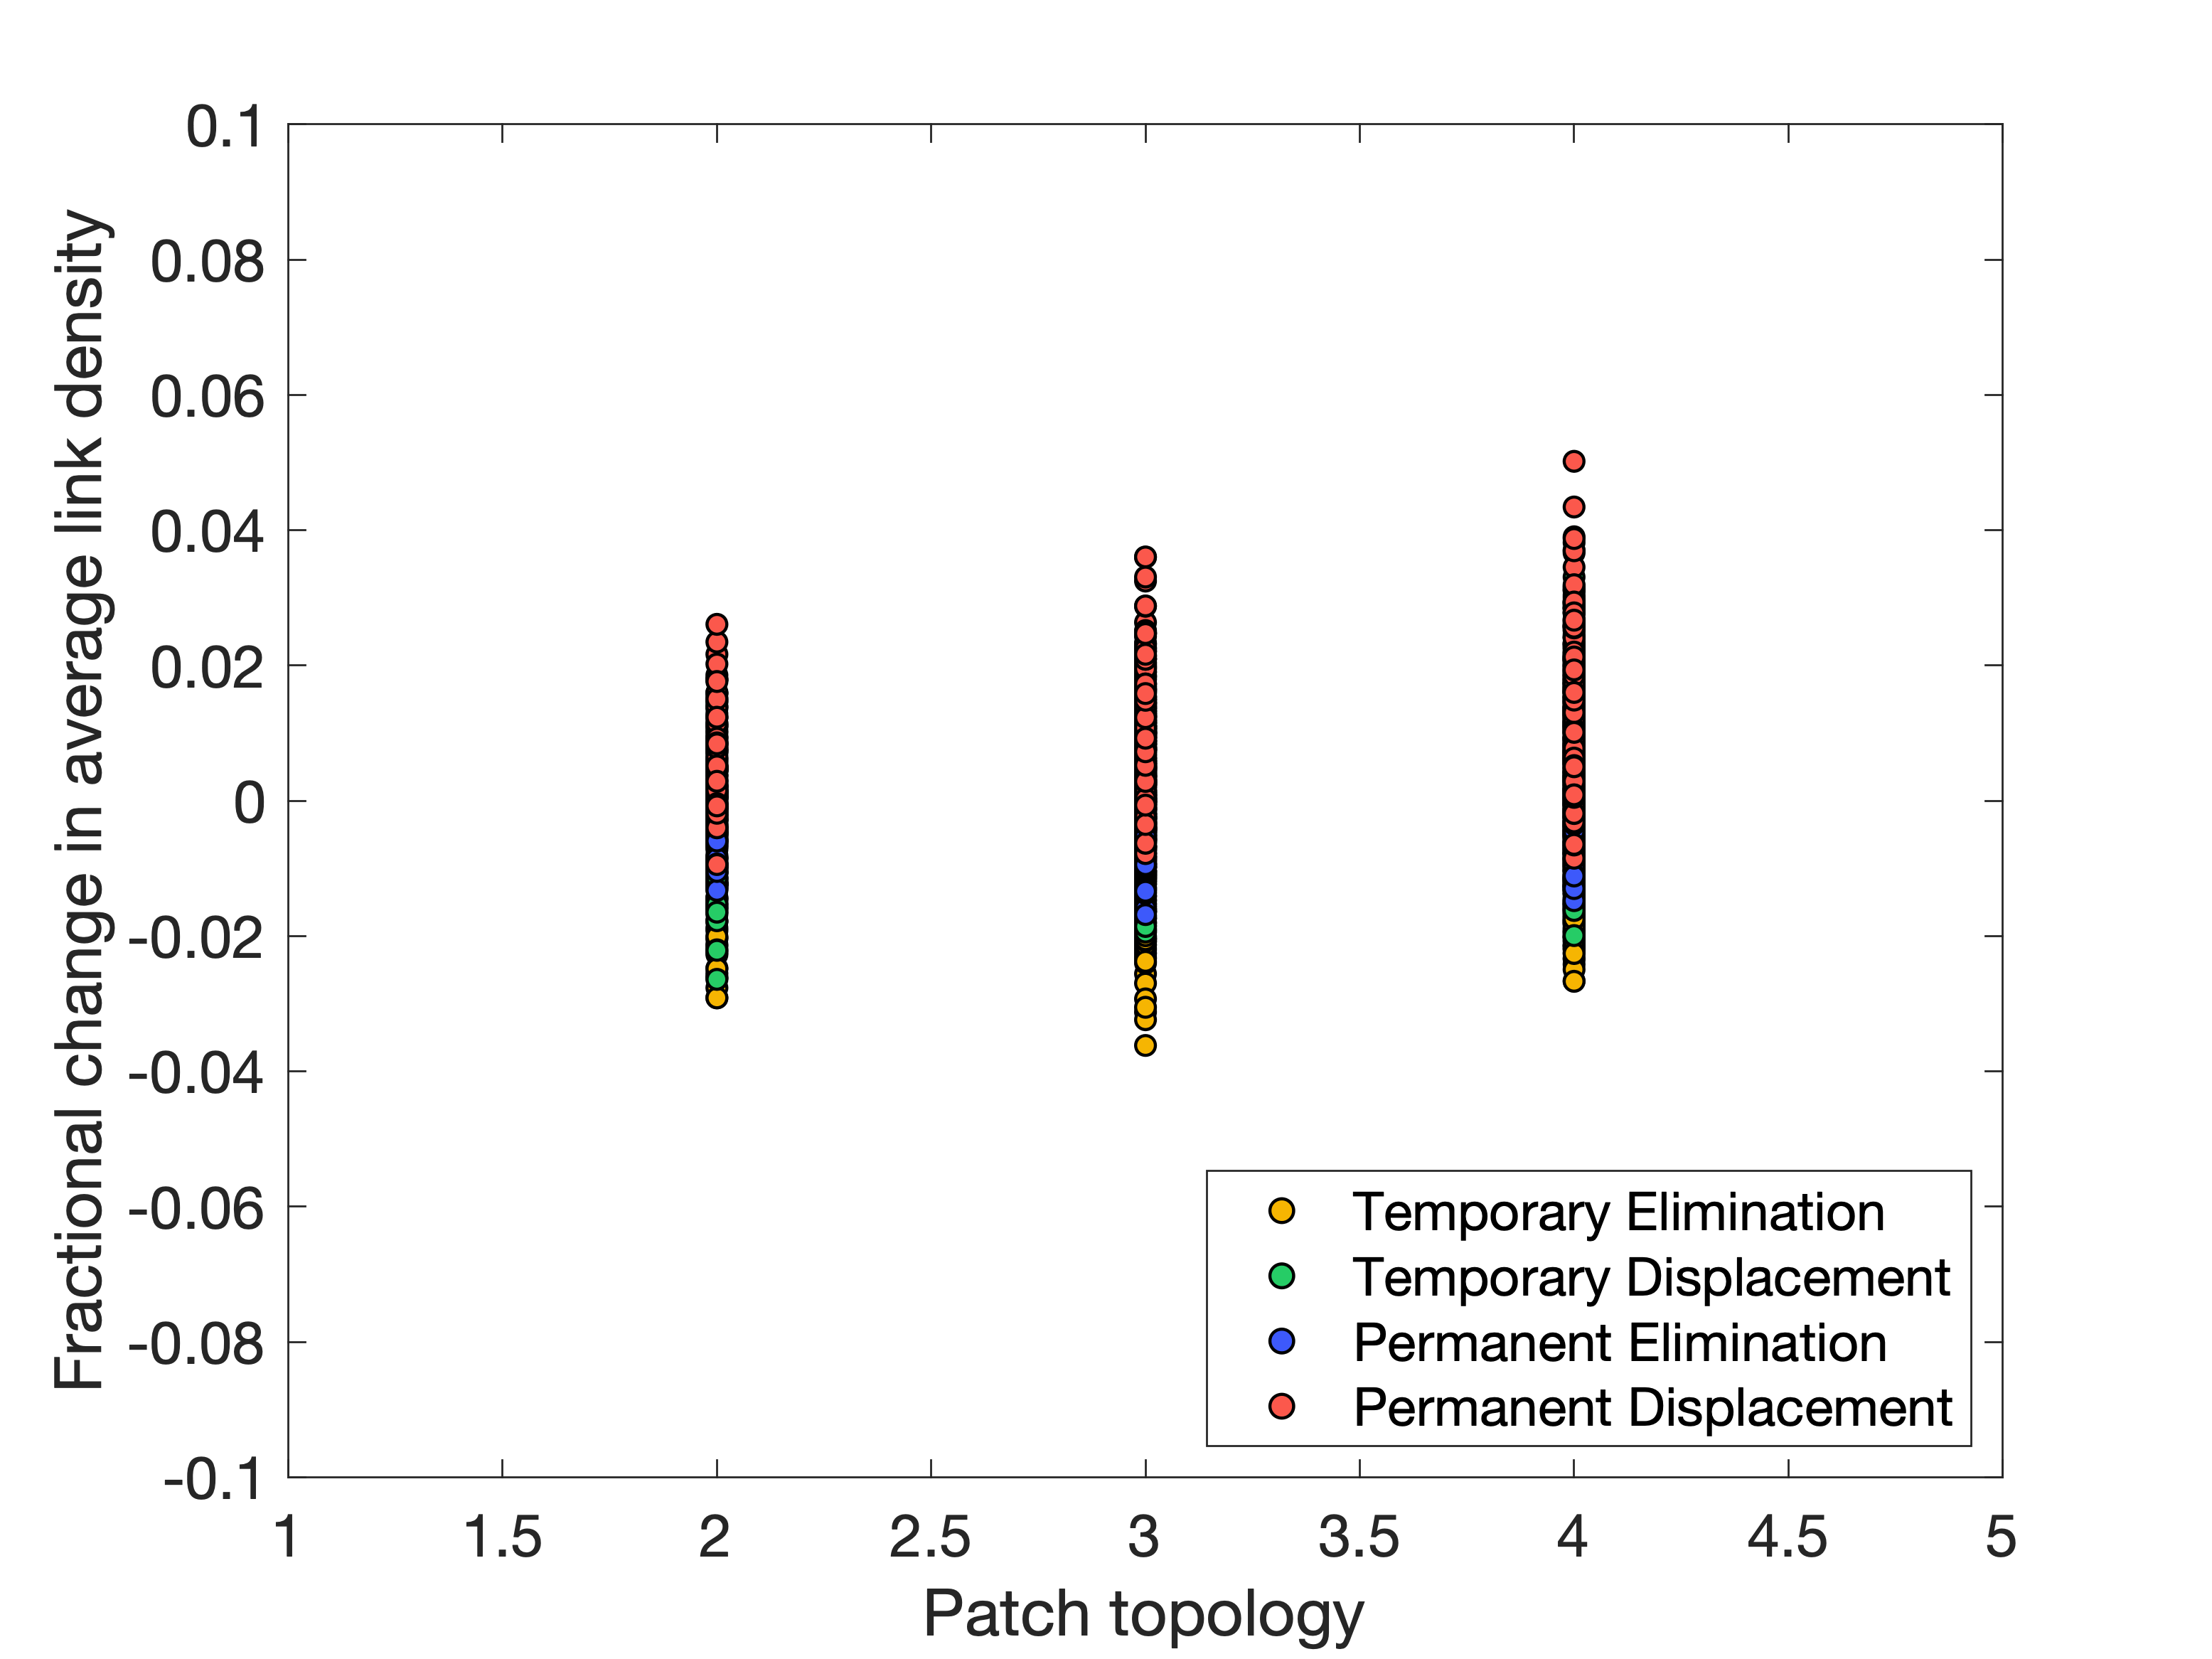 Fractional change in average link density
0.1
0.08
0.06
0.04
0.02
0
-0.02
-0.04
-0.06
-0.08
-0.1
Temporary Elimination
Temporary Displacement
Permanent Elimination
Permanent Displacement
1 1.5 2 2.5 3 3.5 4 4.5 5
Patch topology